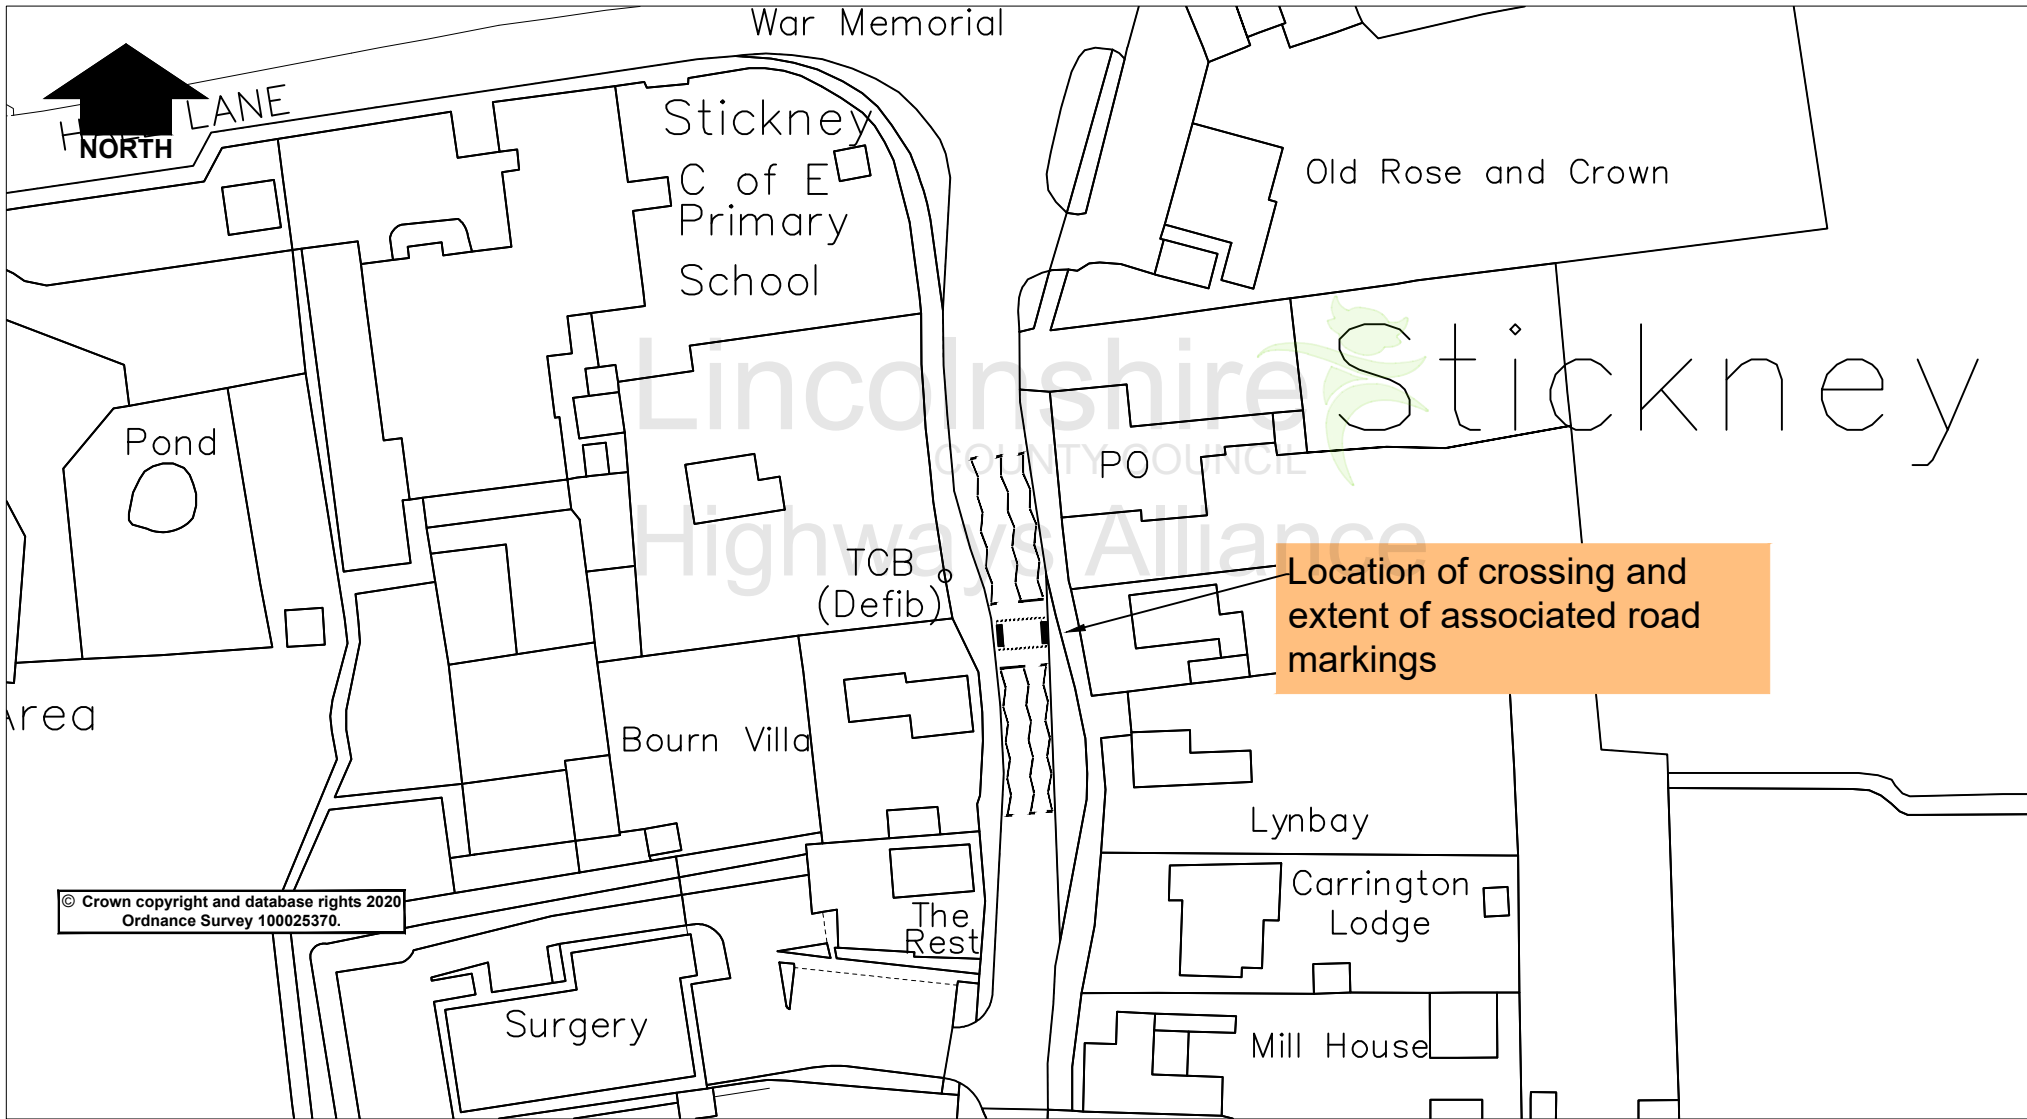 War Memorial
LANE
NORTH
Stickney
C of E
Primary
School
Old Rose and Crown
Stickney
Lincolnshire
COUNTY COUNCIL
Highways Alliance
Pond
PO
TCB
(Defib)
Location of crossing and
extent of associated road
markings
Area
Bourn Villa
Lynbay
Carrington
Lodge
© Crown copyright and database rights 2020
Ordnance Survey 100025370.
The
Rest
Surgery
Mill House